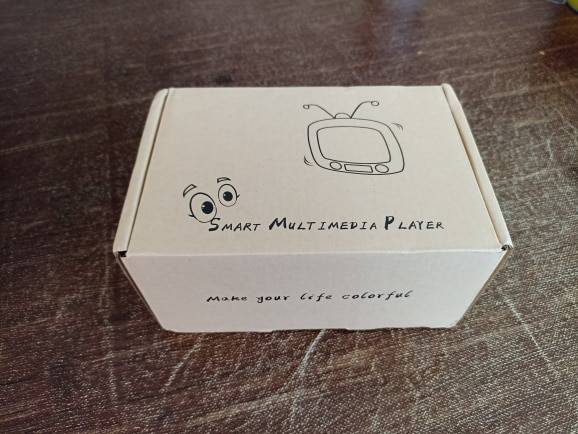 Smart Multimedia Player
Make your life colorful